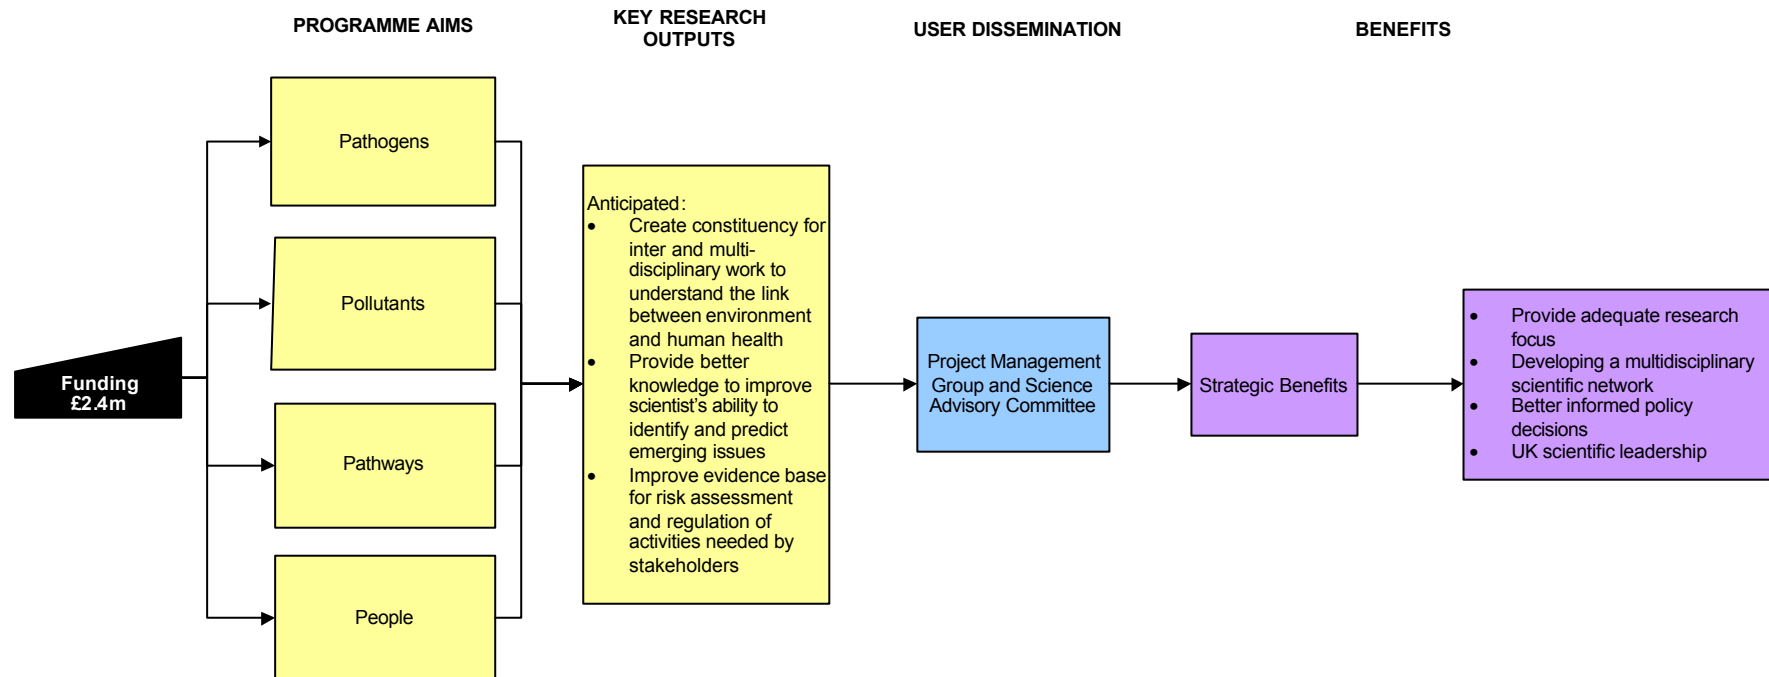 PROGRAMME AIMS
KEY RESEARCH
OUTPUTS
USER DISSEMINATION
BENEFITS
Funding
£2.4m
Pathogens
Pollutants
Pathways
People
Anticipated:
• Create constituency for
inter and multi-
disciplinary work to
understand the link
between environment
and human health
• Provide better
knowledge to improve
scientist’s ability to
identify and predict
emerging issues
• Improve evidence base
for risk assessment
and regulation of
activities needed by
stakeholders
Project Management
Group and Science
Advisory Committee
Strategic Benefits
• Provide adequate research
focus
• Developing a multidisciplinary
scientific network
• Better informed policy
decisions
• UK scientific leadership